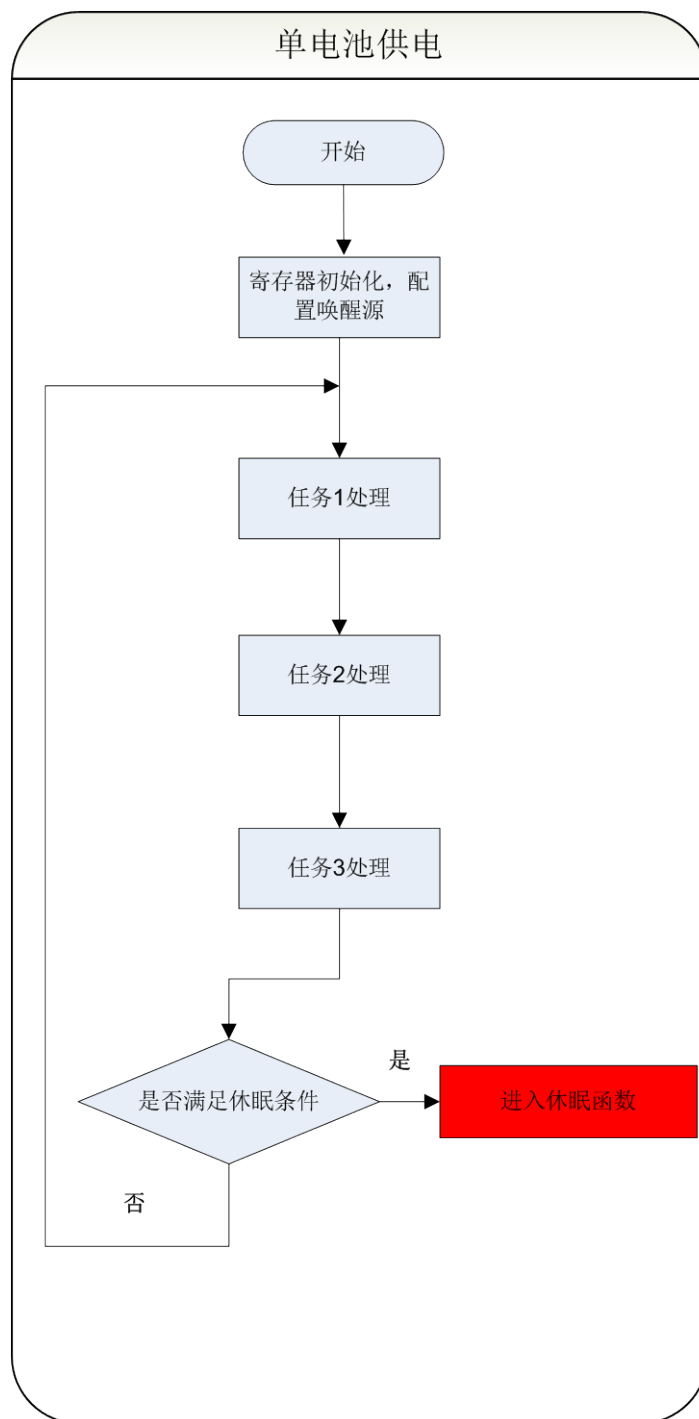 单电池供电
开始
寄存器初始化，配
置唤醒源
任务1处理
任务2处理
任务3处理
是否满足休眠条件
是
进入休眠函数
否